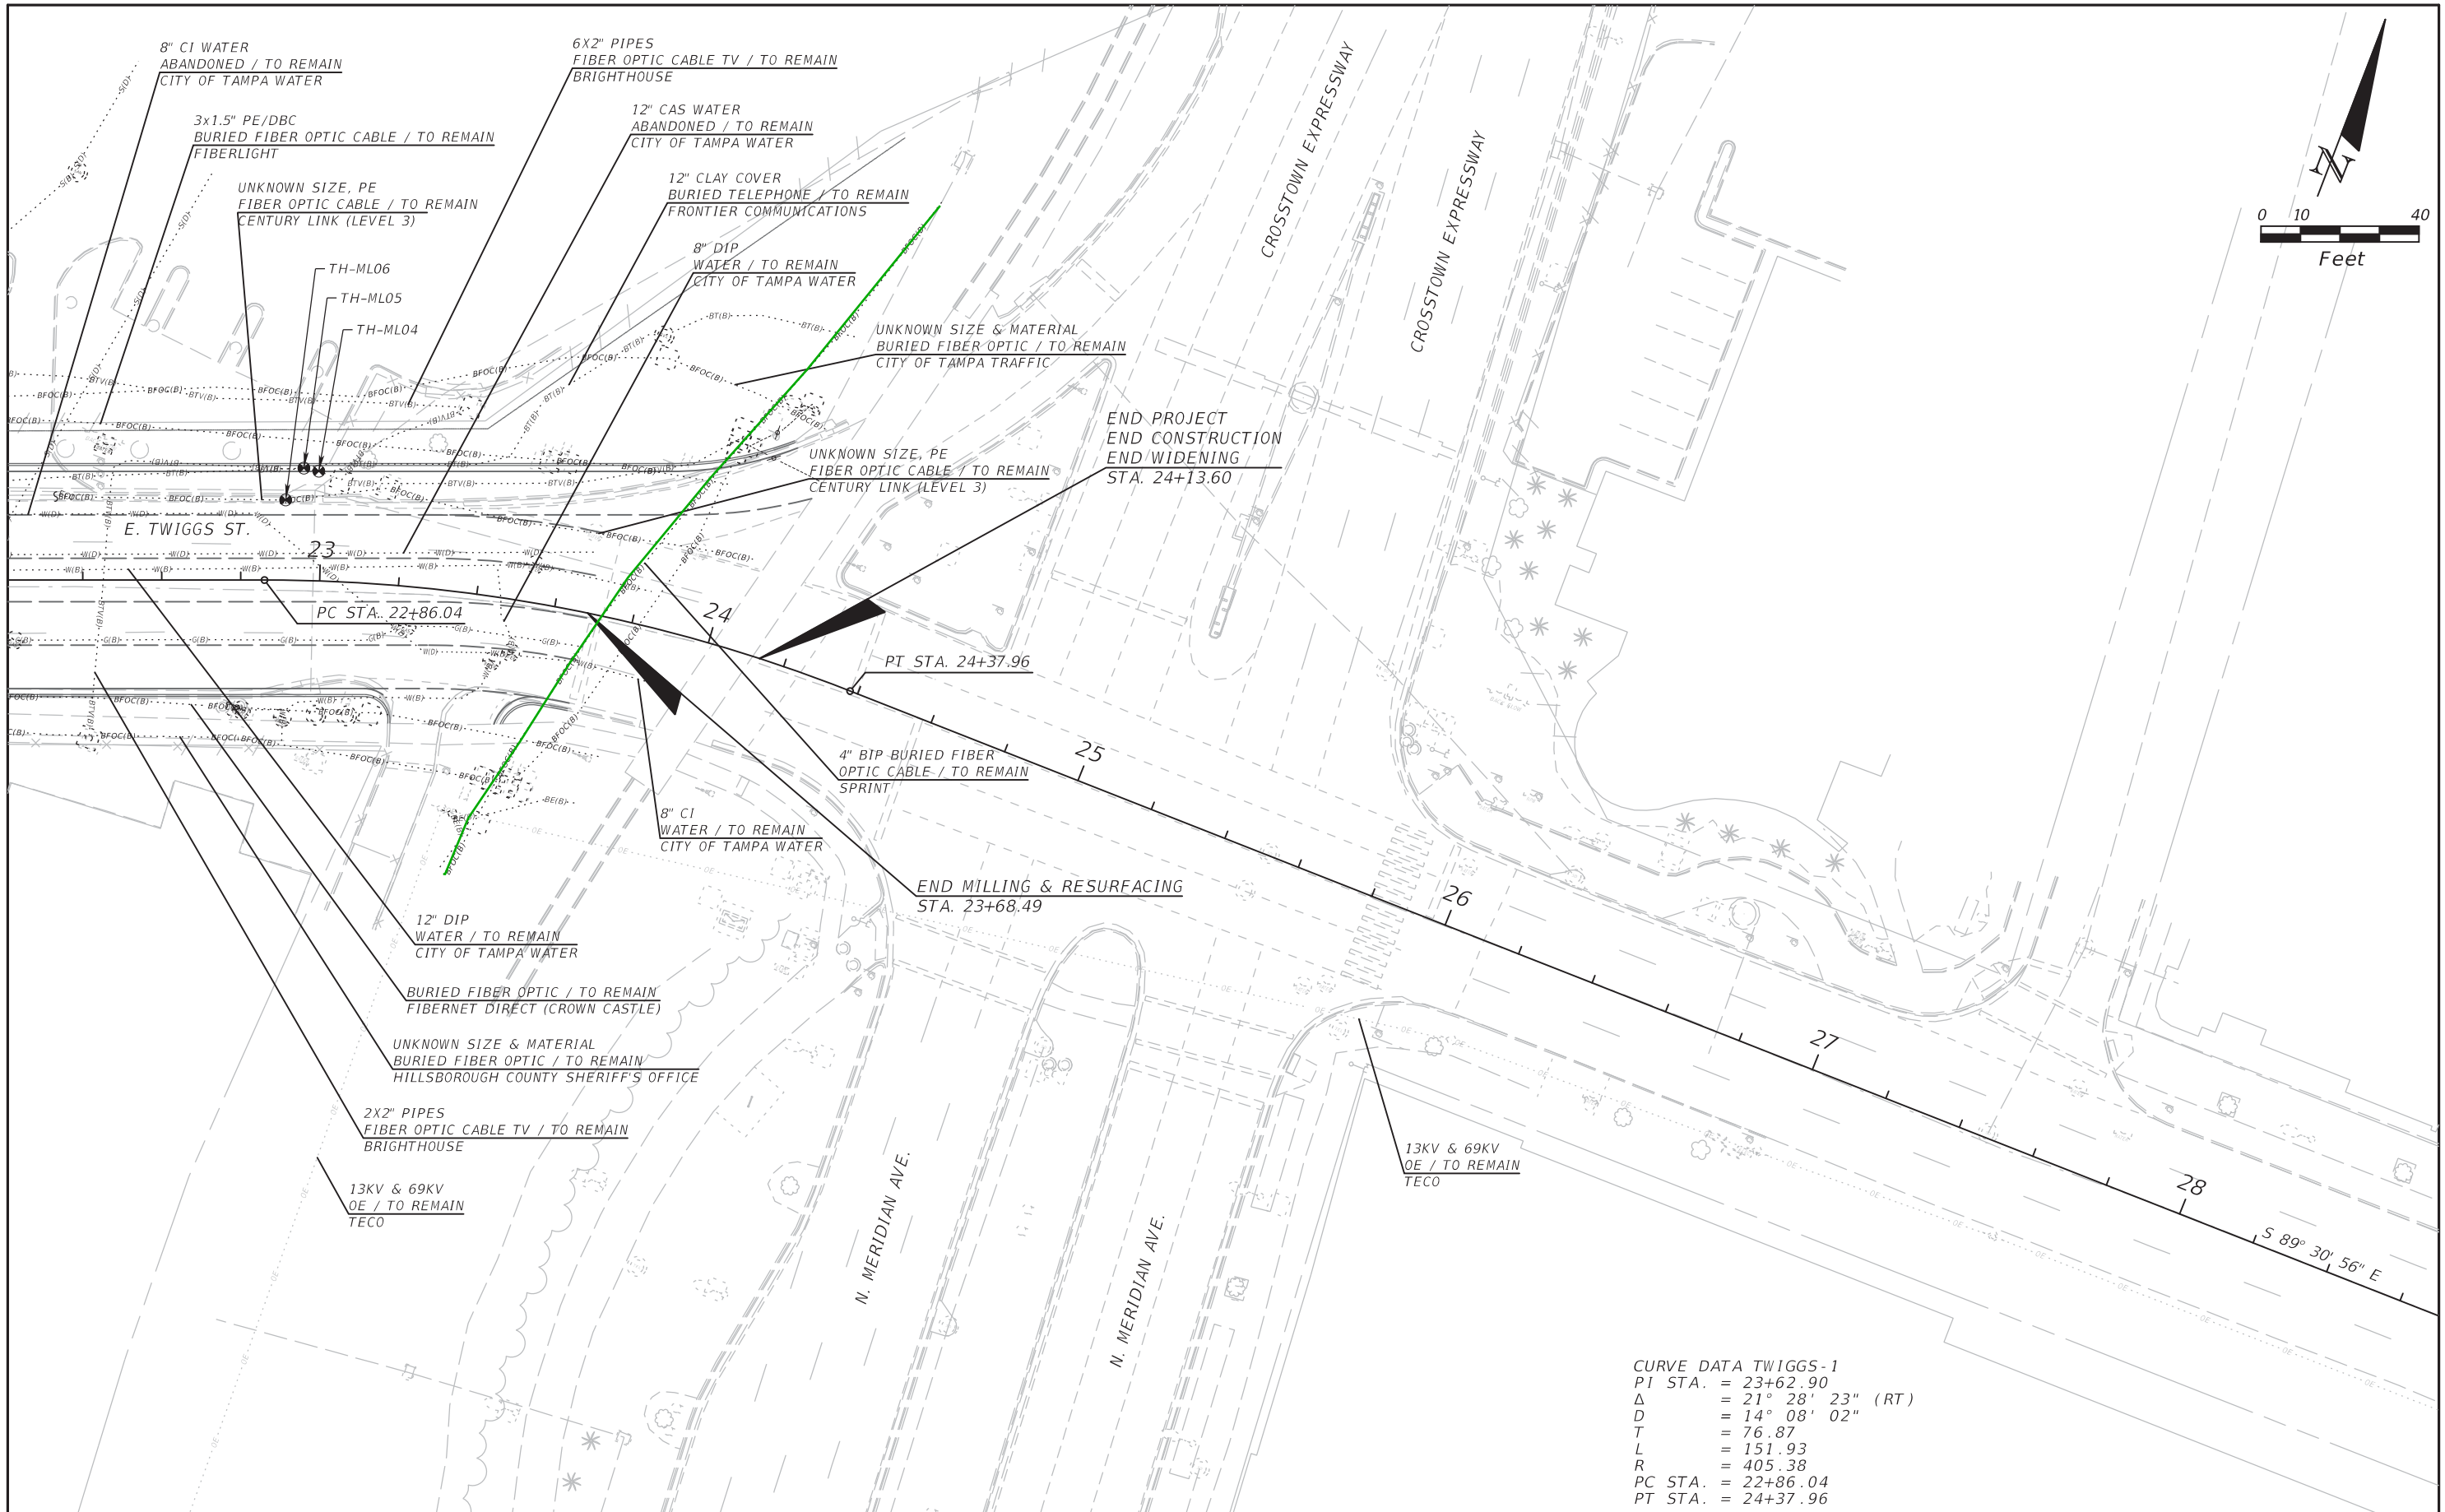 8" CI WATER
ABANDONED / TO REMAIN
CITY OF TAMPA WATER
6X2" PIPES
FIBER OPTIC CABLE TV / TO REMAIN
BRIGHTHOUSE
3x1.5" PE/DBC
BURIED FIBER OPTIC CABLE / TO REMAIN
FIBERLIGHT
12" CAS WATER
ABANDONED / TO REMAIN
CITY OF TAMPA WATER
UNKNOWN SIZE, PE
FIBER OPTIC CABLE / TO REMAIN
CENTURY LINK (LEVEL 3)
12" CLAY COVER
BURIED TELEPHONE / TO REMAIN
FRONTIER COMMUNICATIONS
8" DIP
WATER / TO REMAIN
CITY OF TAMPA WATER
TH-ML06
TH-ML05
TH-ML04
CROSSTOWN EXPRESSWAY
CROSSTOWN EXPRESSWAY
N
0 10 40
Feet
UNKNOWN SIZE & MATERIAL
BURIED FIBER OPTIC / TO REMAIN
CITY OF TAMPA TRAFFIC
END PROJECT
END CONSTRUCTION
END WIDENING
STA. 24+13.60
UNKNOWN SIZE, PE
FIBER OPTIC CABLE / TO REMAIN
CENTURY LINK (LEVEL 3)
E. TWIGGS ST.
23
PC STA. 22+86.04
24
PT STA. 24+37.96
25
4" BIP BURIED FIBER
OPTIC CABLE / TO REMAIN
SPRINT
8" CI
WATER / TO REMAIN
CITY OF TAMPA WATER
END MILLING & RESURFACING
STA. 23+68.49
26
12" DIP
WATER / TO REMAIN
CITY OF TAMPA WATER
BURIED FIBER OPTIC / TO REMAIN
FIBERNET DIRECT (CROWN CASTLE)
27
UNKNOWN SIZE & MATERIAL
BURIED FIBER OPTIC / TO REMAIN
HILLSBOROUGH COUNTY SHERIFF'S OFFICE
2X2" PIPES
FIBER OPTIC CABLE TV / TO REMAIN
BRIGHTHOUSE
13KV & 69KV
OE / TO REMAIN
TECO
13KV & 69KV
OE / TO REMAIN
TECO
28
N. MERIDIAN AVE.
N. MERIDIAN AVE.
S 89° 30' 56" E
CURVE DATA TWIGGS-1
PI STA. = 23+62.90
Δ = 21° 28' 23" (RT)
D = 14° 08' 02"
T = 76.87
L = 151.93
R = 405.38
PC STA. = 22+86.04
PT STA. = 24+37.96